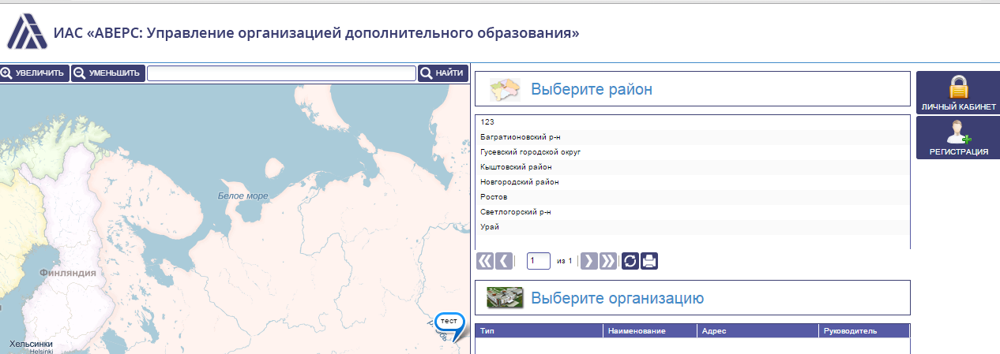 ИАС «АВЕРС: Управление организацией дополнительного образования»
УВЕЛИЧИТЬ УМЕНЬШИТЬ НАЙТИ
Белое море
Финляндия
Хельсинки
Helsinki
тест
Выберите район
123
Багратионовский р-н
Гусевский городской округ
Кыштовский район
Новгородский район
Ростов
Светлогорский р-н
Урай
1 из 1
Выберите организацию
Тип Наименование Адрес Руководитель
ЛИЧНЫЙ КАБИНЕТ
РЕГИСТРАЦИЯ